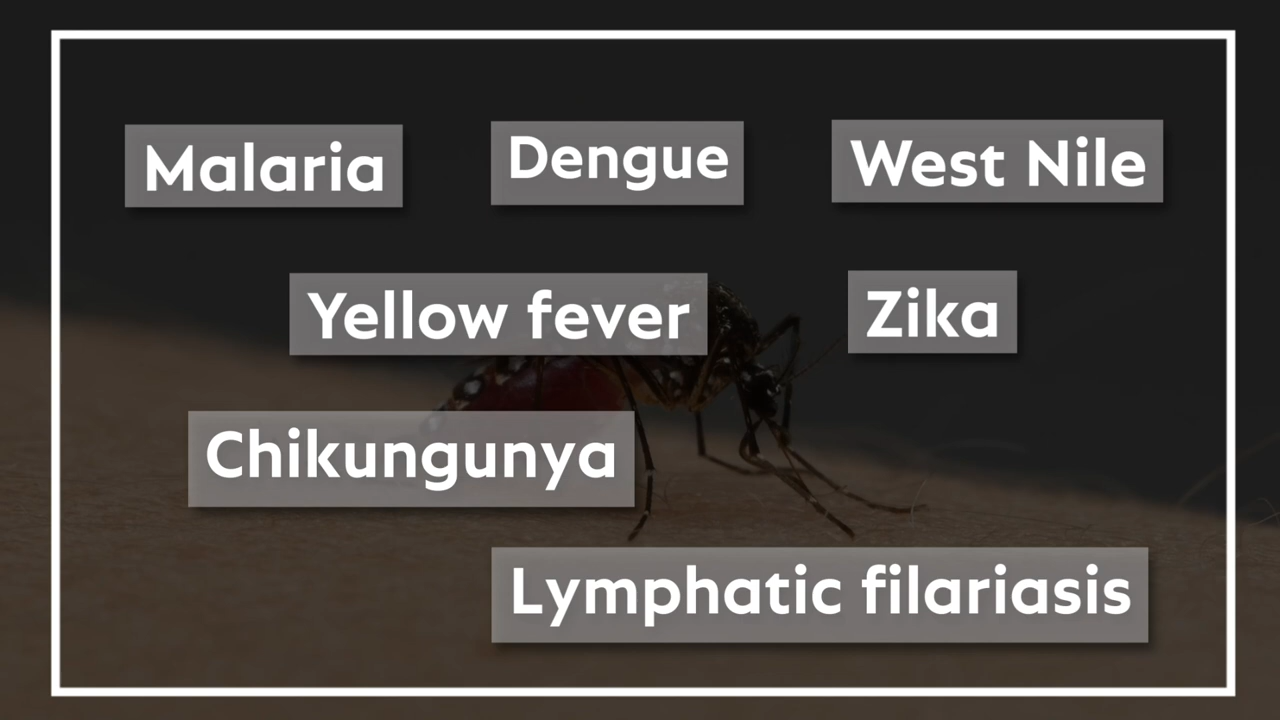 Malaria
Dengue
West Nile
Yellow fever
Zika
Chikungunya
Lymphatic filariasis